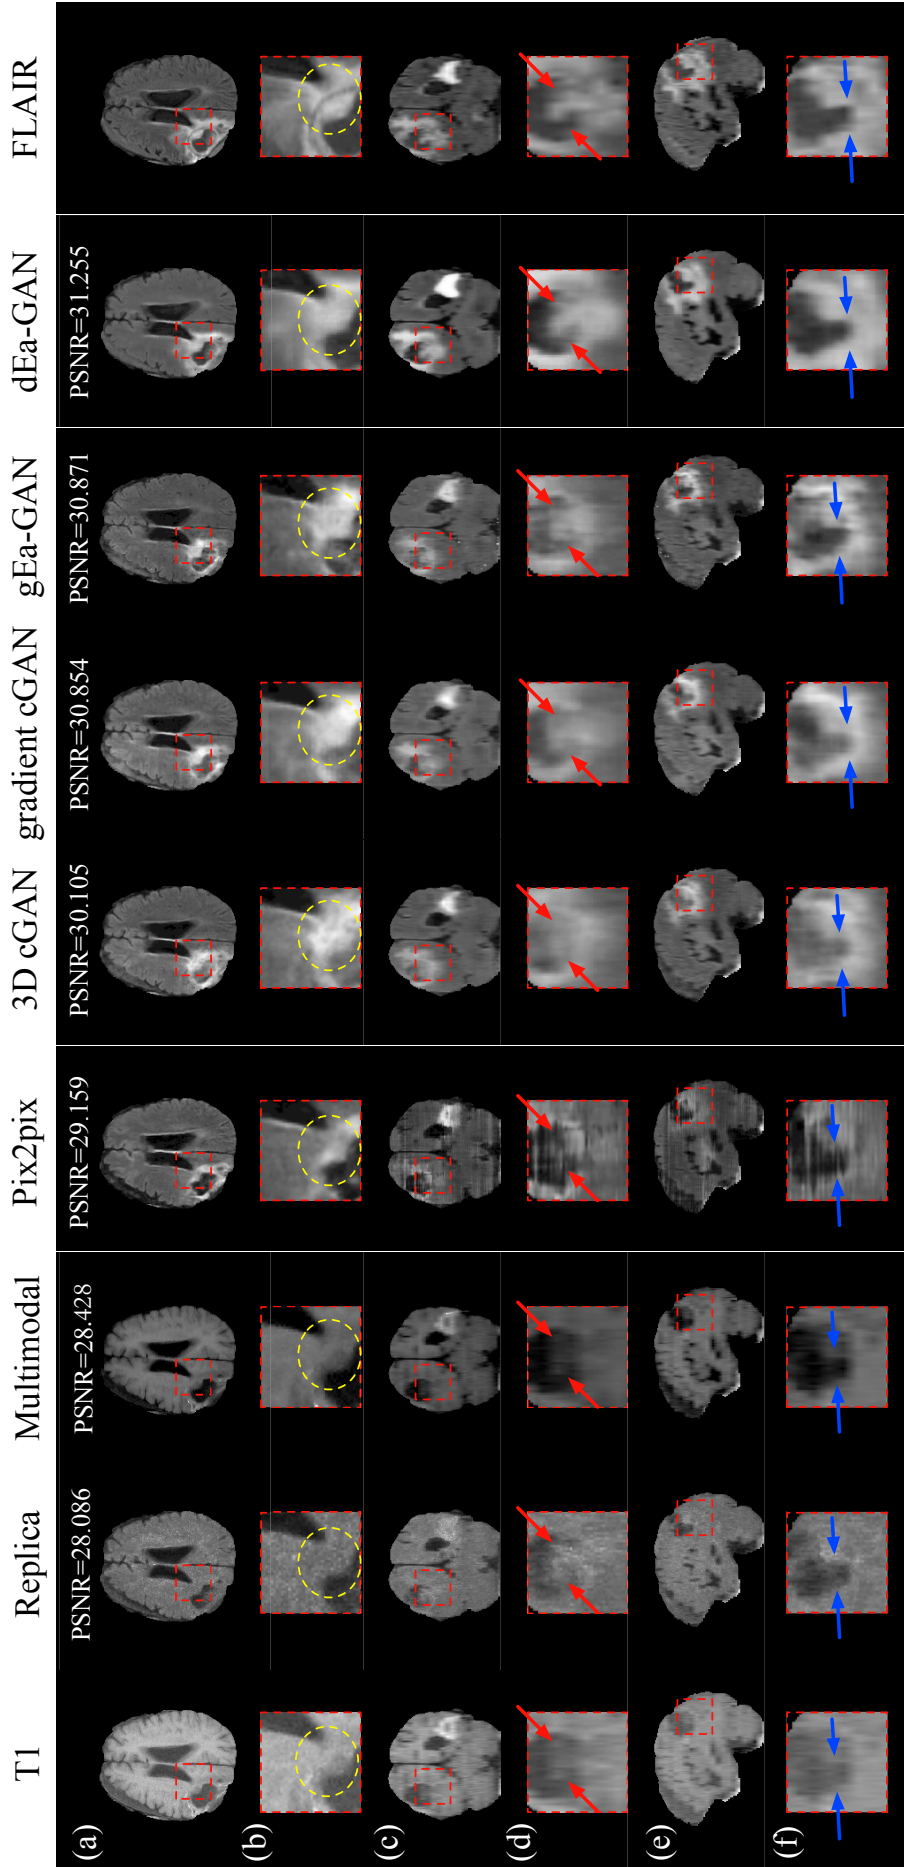 T1
Replica
Multimodal
Pix2pix
3D cGAN
gradient cGAN
gEa-GAN
dEa-GAN
FLAIR
(a)
PSNR=28.086
PSNR=28.428
PSNR=29.159
PSNR=30.105
PSNR=30.854
PSNR=30.871
PSNR=31.255
(b)
(c)
(d)
(e)
(f)